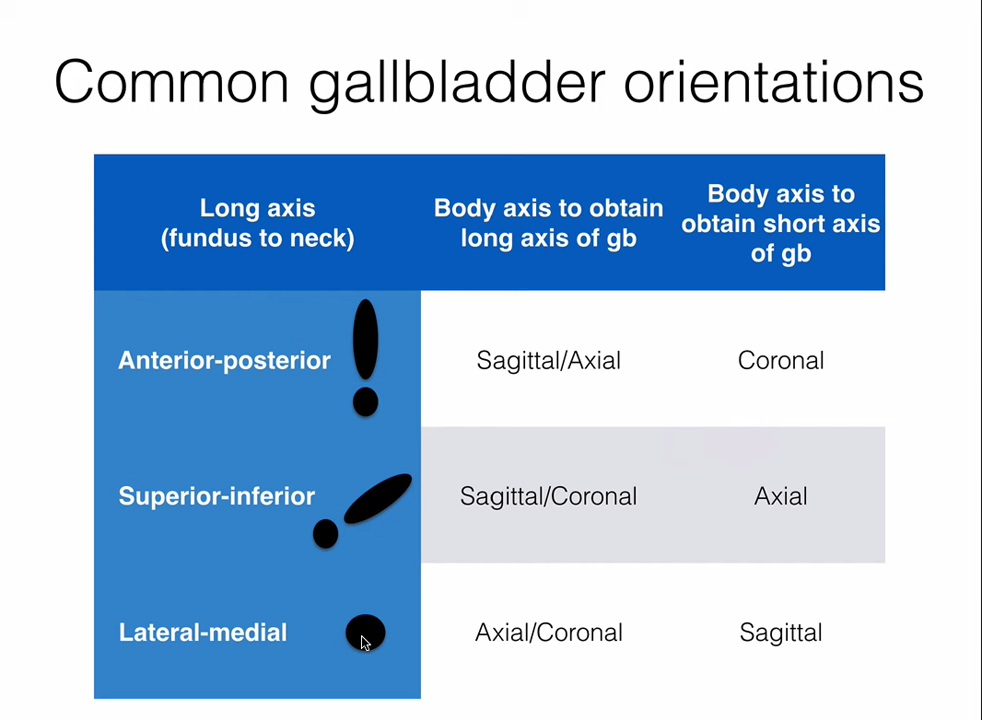 Common gallbladder orientations
Long axis
(fundus to neck)
Body axis to obtain
long axis of gb
Body axis to
obtain short axis
of gb
Anterior-posterior
Sagittal/Axial
Coronal
Superior-inferior
Sagittal/Coronal
Axial
Lateral-medial
Axial/Coronal
Sagittal